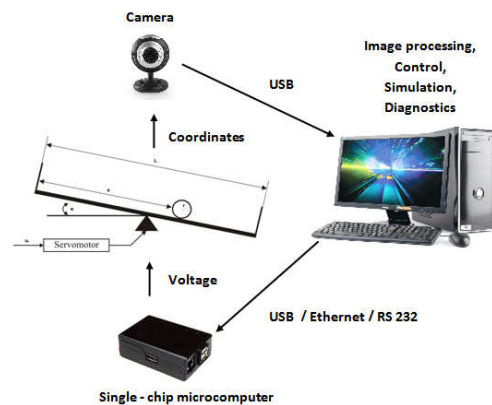 Camera
Image processing,
Control,
Simulation,
Diagnostics
USB
Coordinates
L
Servomotor
Voltage
USB / Ethernet / RS 232
Single - chip microcomputer